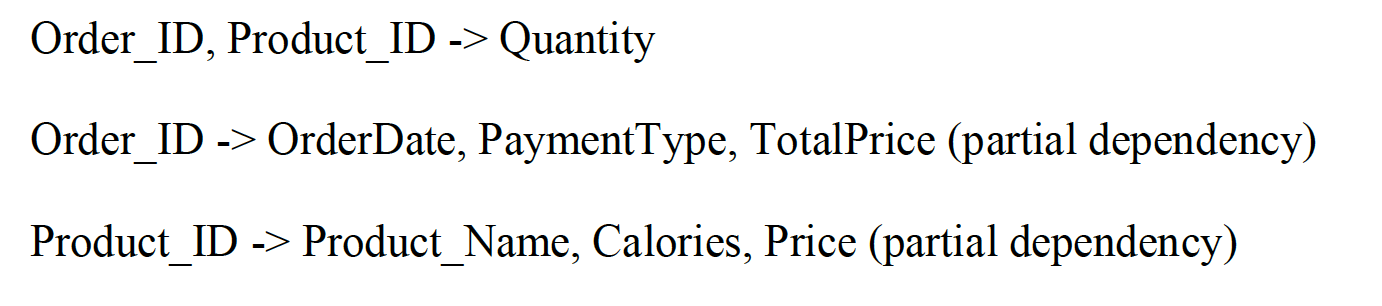 Order_ID, Product_ID -> Quantity
Order_ID -> OrderDate, PaymentType, TotalPrice (partial dependency)
Product_ID -> Product_Name, Calories, Price (partial dependency)